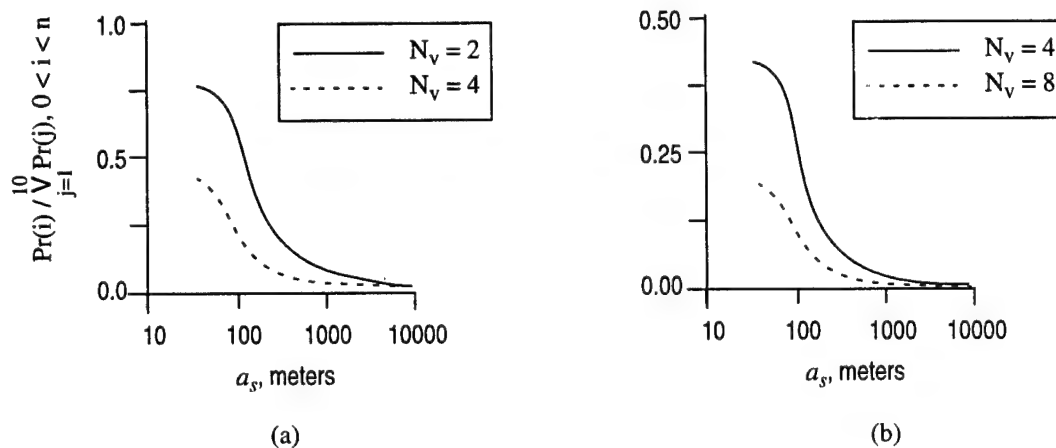 Pr(i) / V Pr(j), 0 < i < n
10
j=1
1.0
0.5
0.0
N_v = 2
N_v = 4
10 100 1000 10000
a_s, meters
(a)
0.50
0.25
0.00
N_v = 4
N_v = 8
10 100 1000 10000
a_s, meters
(b)